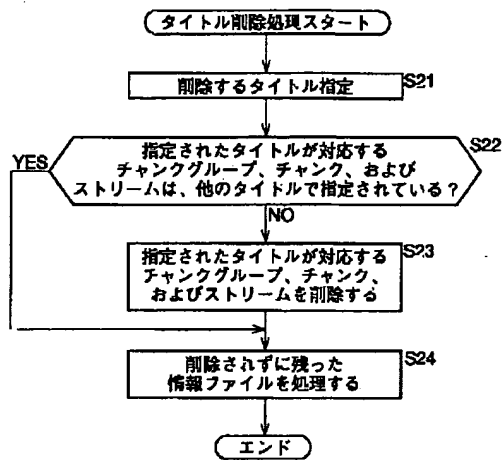 タイトル削除処理スタート
S21
削除するタイトル指定
S22
指定されたタイトルが対応する
チャンクグループ、チャンク、および
ストリームは、他のタイトルで指定されている？
YES
NO
S23
指定されたタイトルが対応する
チャンクグループ、チャンク、
およびストリームを削除する
S24
削除されずに残った
情報ファイルを処理する
エンド